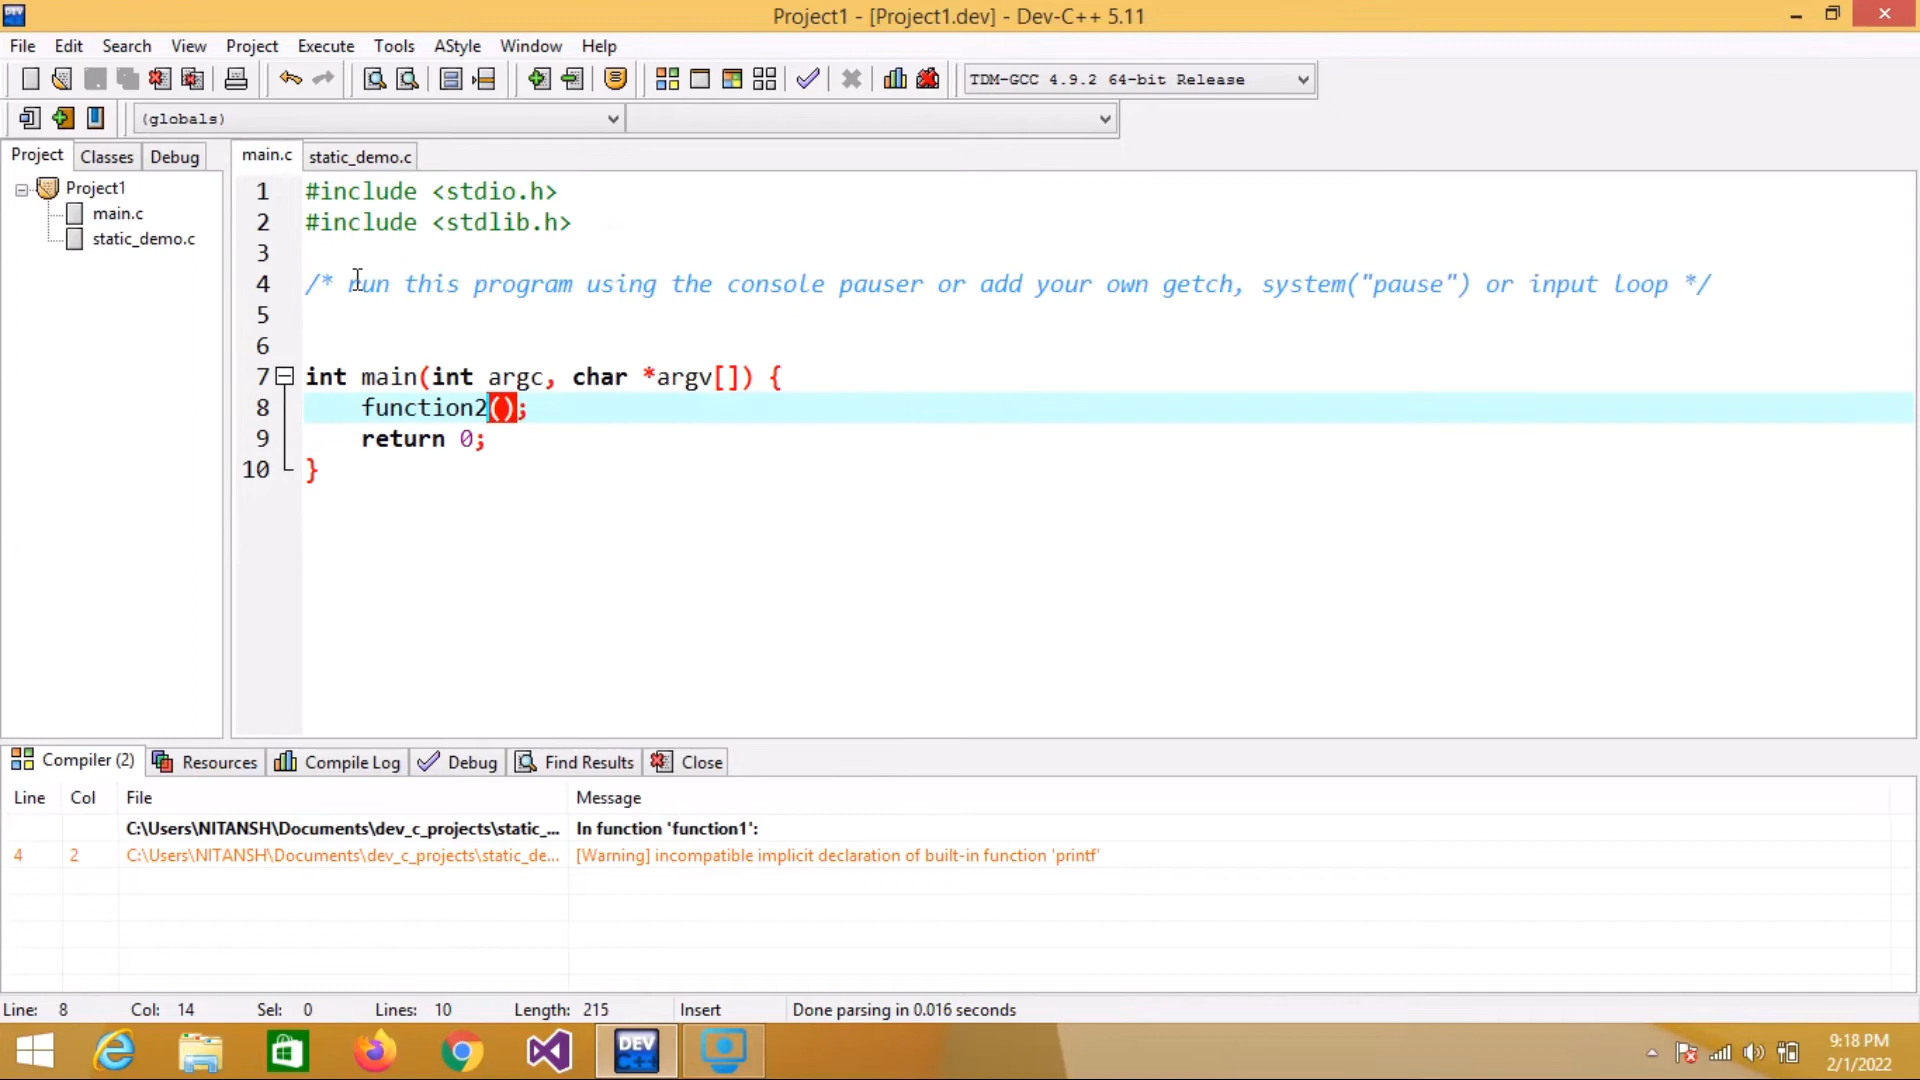 Project1 - [Project1.dev] - Dev-C++ 5.11
File Edit Search View Project Execute Tools AStyle Window Help
TDM-GCC 4.9.2 64-bit Release
(globals)
Project Classes Debug
main.c static_demo.c
Project1
main.c
static_demo.c
1 #include <stdio.h>
2 #include <stdlib.h>
3
4 /* run this program using the console pauser or add your own getch, system("pause") or input loop */
5
6
7 int main(int argc, char *argv[]) {
8 function2();
9 return 0;
10 }
Compiler (2) Resources Compile Log Debug Find Results Close
Line Col File Message
C:\Users\NITANSH\Documents\dev_c_projects\static_... In function 'function1':
4 2 C:\Users\NITANSH\Documents\dev_c_projects\static_de... [Warning] incompatible implicit declaration of built-in function 'printf'
Line: 8 Col: 14 Sel: 0 Lines: 10 Length: 215 Insert Done parsing in 0.016 seconds
DEV C++
9:18 PM
2/1/2022